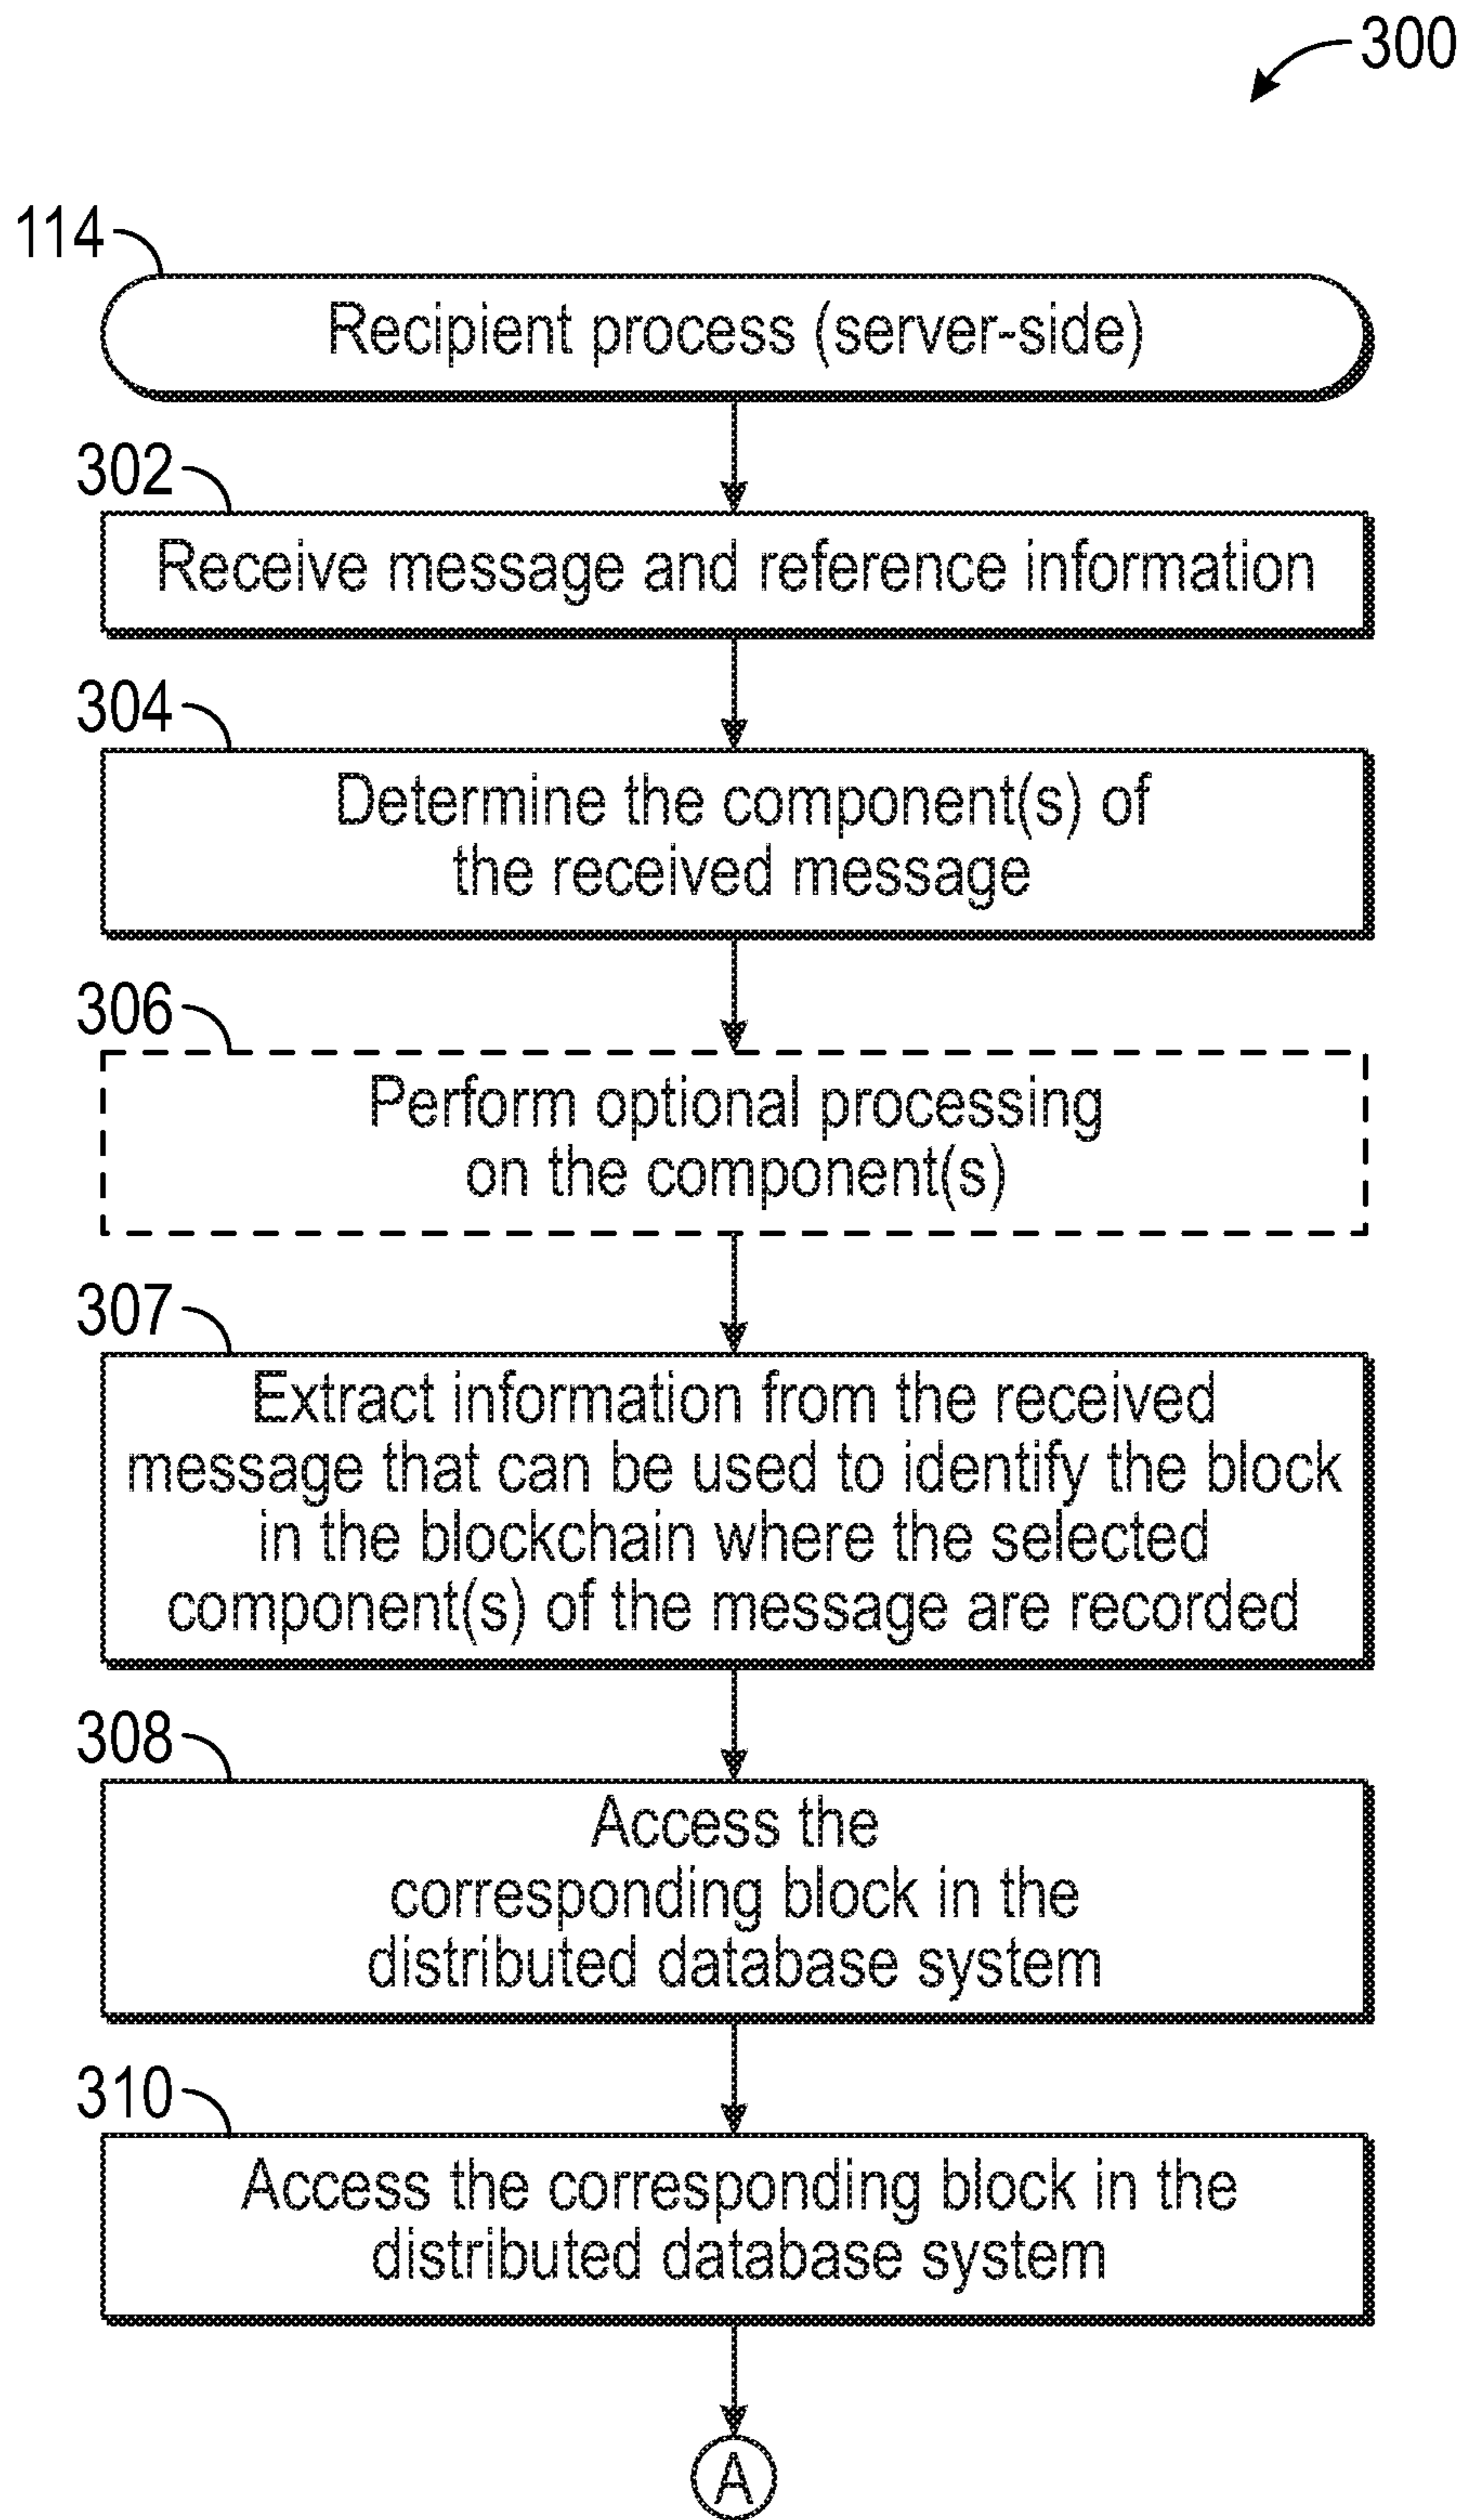 300
114
Recipient process (server-side)
302
Receive message and reference information
304
Determine the component(s) of
the received message
306
Perform optional processing
on the component(s)
307
Extract information from the received
message that can be used to identify the block
in the blockchain where the selected
component(s) of the message are recorded
308
Access the
corresponding block in the
distributed database system
310
Access the corresponding block in the
distributed database system
A